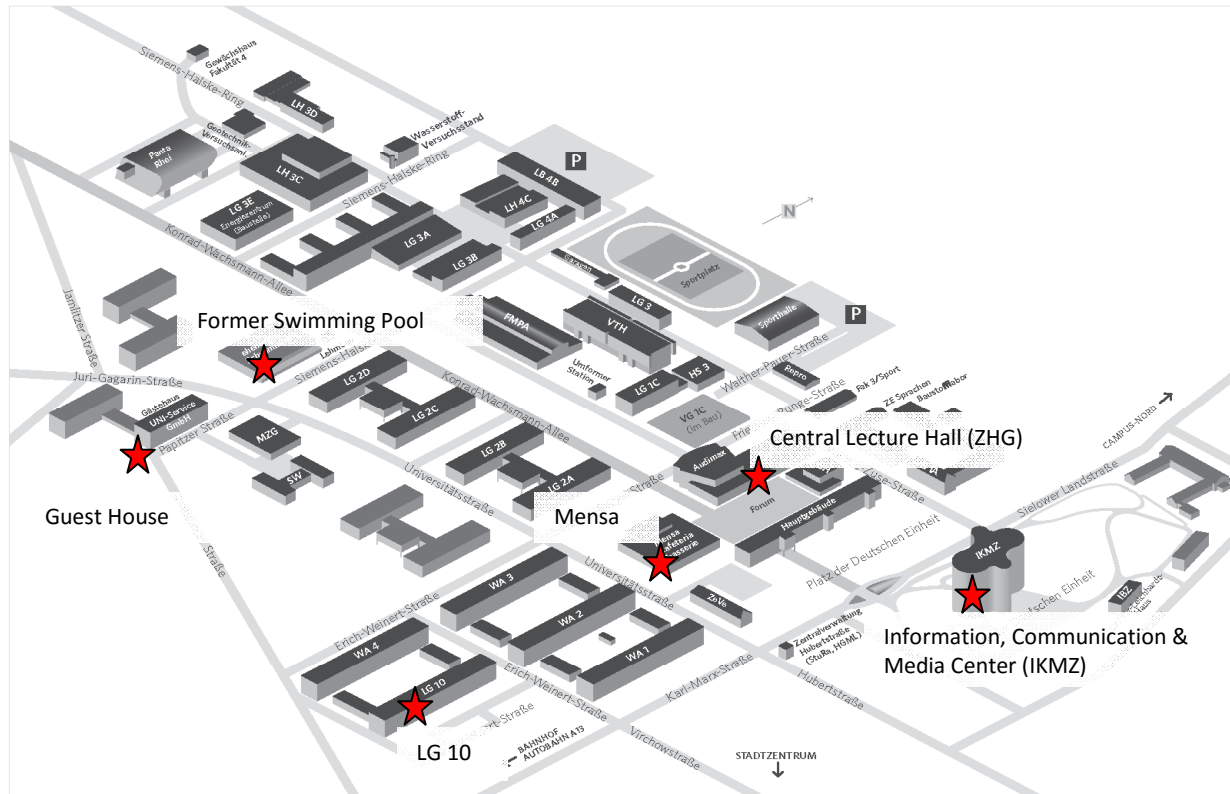 Siemens-Halske-Ring
Gewächshaus
Fakultät 4
Siemens-Halske-Ring
LH 3D
Geotechnik-
Versuchsanl.
Wasserstoff-
Versuchsstand
Panta
Rhei
LH 3C
Siemens-Halske-Ring
LB 4B
P
LH 4C
LG 4A
LG 3E
Energiezentrum
(Baustelle)
N
Konrad-Wachsmann-Allee
LG 3A
LG 3B
Garagen
Sportplatz
LG 3
Sporthalle
P
Jamlitzer Straße
Former Swimming Pool
FMPA
VTH
Walther-Pauer-Straße
Siemens-Halske
LG 2D
Umformer
Station
LG 1C
HS 3
Repro
Juri-Gagarin-Straße
Konrad-Wachsmann-Allee
VG 1C
(im Bau)
Fak 3/Sport
ZE Sprachen
Baustofflabor
CAMPUS-NORD
Gästehaus
UNI-Service
GmbH
Papitzer Straße
LG 2C
MZG
SW
LG 2B
LG 2A
Central Lecture Hall (ZHG)
Audimax
Forum
Hauptgebäude
Sielower Landstraße
Guest House
Universitätsstraße
Mensa
Straße
Straße
Platz der Deutschen Einheit
IKMZ
IBZ
WA 3
Universitätsstraße
ZeVe
Erich-Weinert-Straße
WA 2
WA 4
WA 1
Zentralverwaltung
Hubertstraße
(StuRa, HGML)
Information, Communication &
Media Center (IKMZ)
LG 10
Erich-Weinert-Straße
Karl-Marx-Straße
Hubertstraße
Virchowstraße
BAHNHOF
AUTOBAHN A13
LG 10
STADTZENTRUM